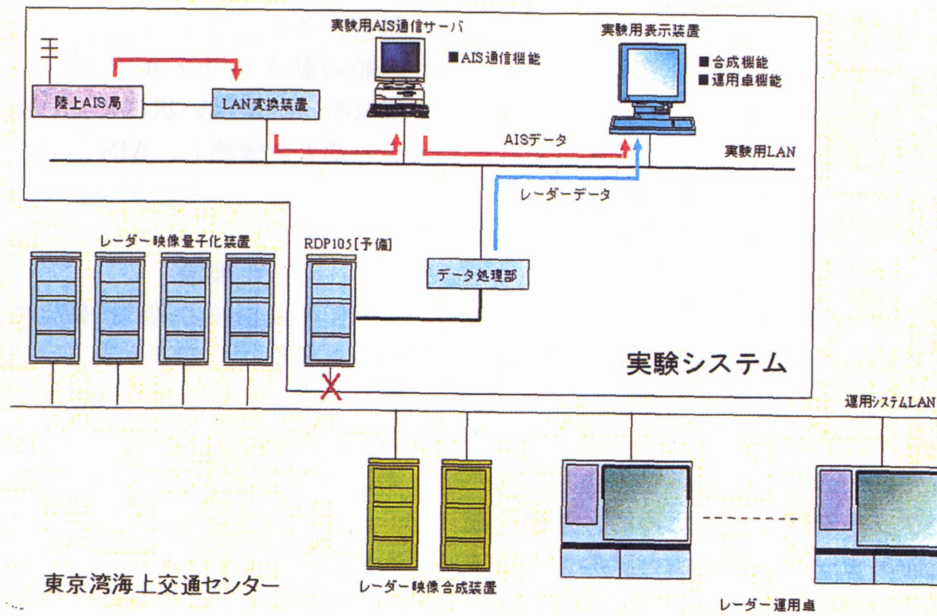 実験用AIS通信サーバ
■AIS通信機能
実験用表示装置
■合成機能
■運用卓機能
陸上AIS局
LAN変換装置
AISデータ
実験用LAN
レーダーデータ
レーダー映像量子化装置
RDP105[予備]
データ処理部
実験システム
運用システムLAN
東京湾海上交通センター
レーダー映像合成装置
レーダー運用卓